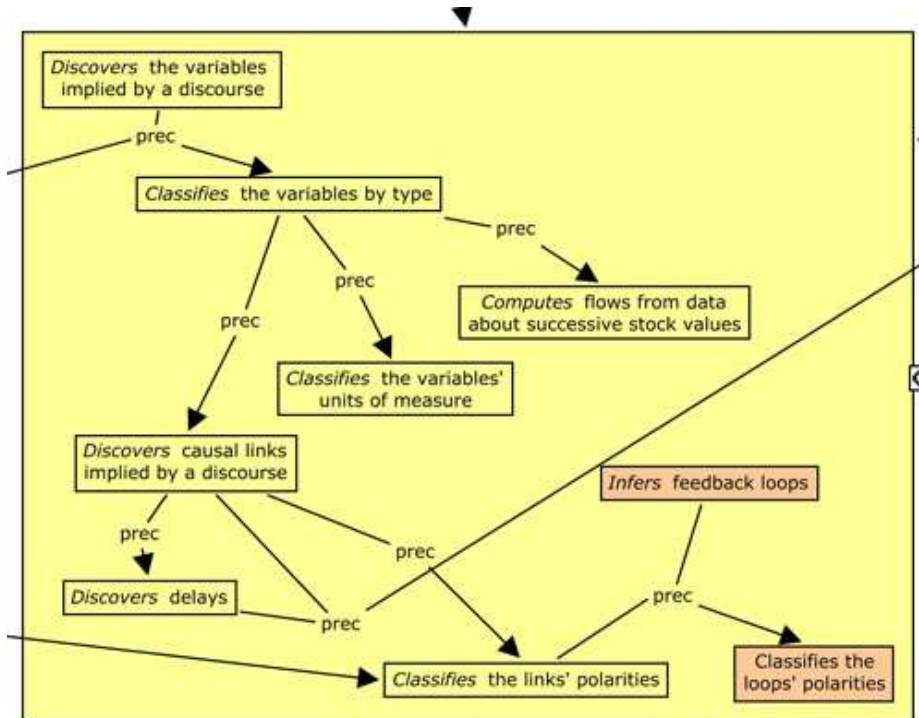 Discovers the variables
implied by a discourse
prec
Classifies the variables by type
prec
prec
Computes flows from data
about successive stock values
prec
Classifies the variables'
units of measure
Discovers causal links
implied by a discourse
Infers feedback loops
prec
prec
Discovers delays
prec
prec
Classifies the links' polarities
Classifies the
loops' polarities